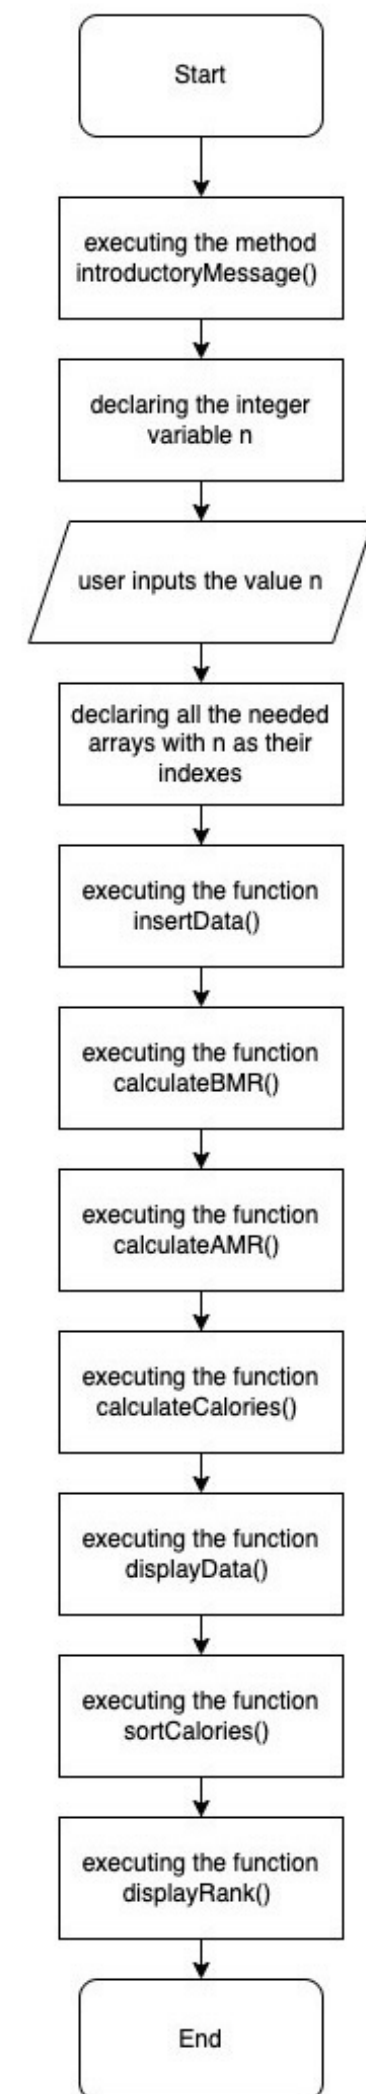 Start
executing the method
introductoryMessage()
declaring the integer
variable n
user inputs the value n
declaring all the needed
arrays with n as their
indexes
executing the function
insertData()
executing the function
calculateBMR()
executing the function
calculateAMR()
executing the function
calculateCalories()
executing the function
displayData()
executing the function
sortCalories()
executing the function
displayRank()
End